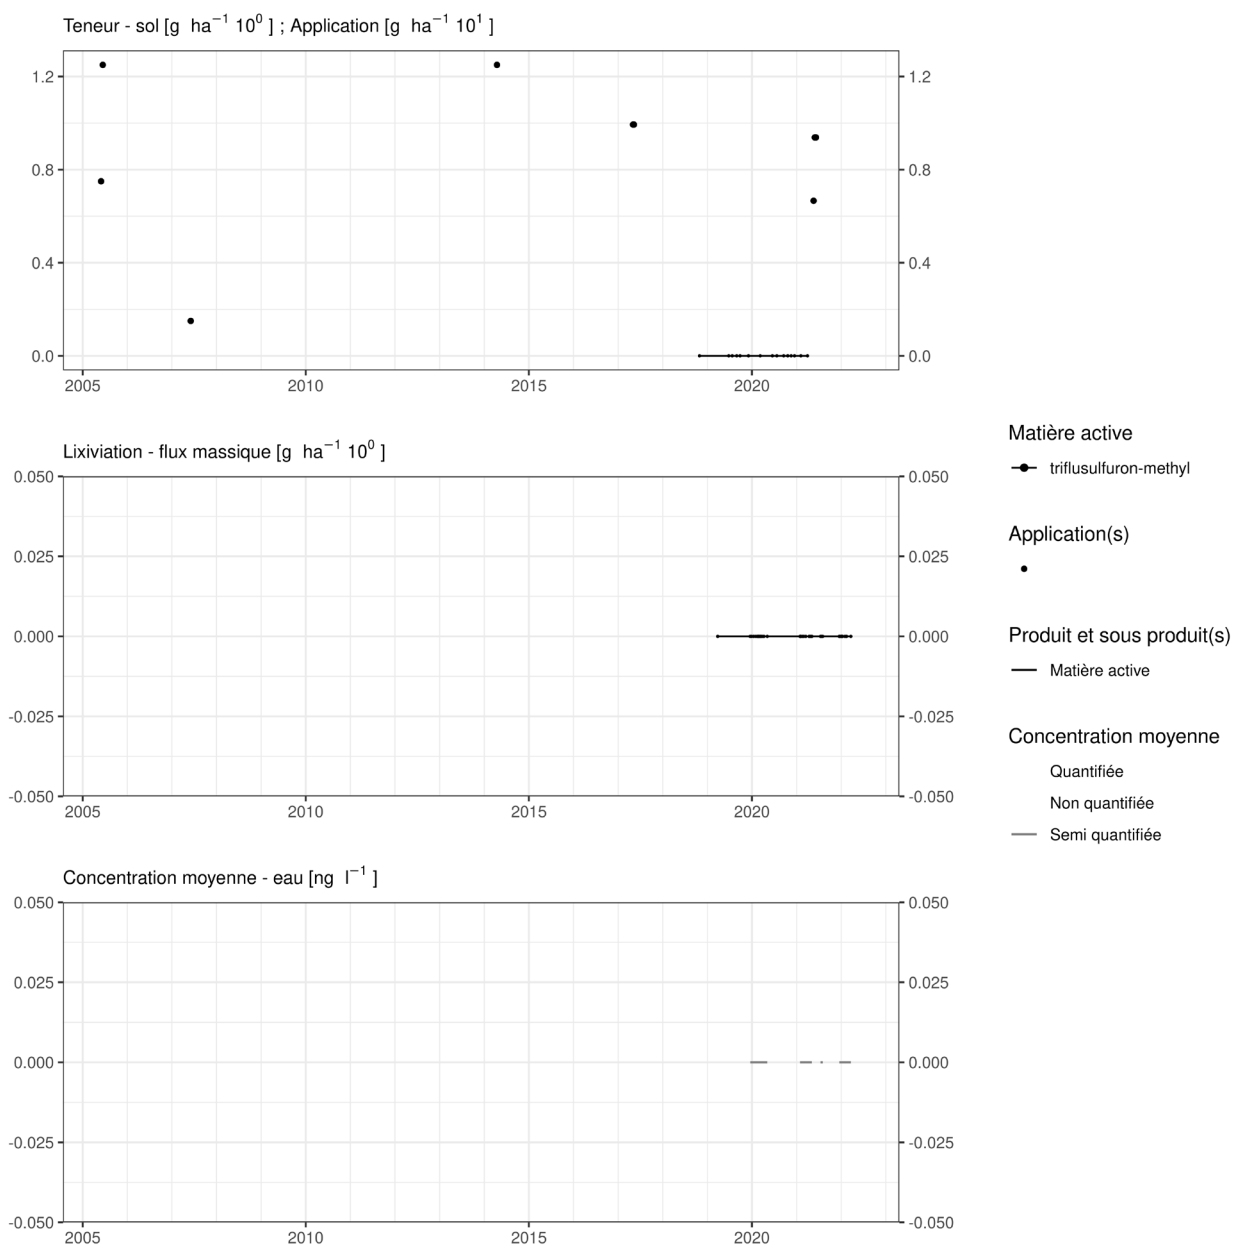 Teneur - sol [g ha⁻¹ 10⁰ ] ; Application [g ha⁻¹ 10¹ ]
1.2 1.2
0.8 0.8
0.4 0.4
0.0 0.0
2005 2010 2015 2020
Lixiviation - flux massique [g ha⁻¹ 10⁰ ]
0.050 0.050
0.025 0.025
0.000 0.000
-0.025 -0.025
-0.050 -0.050
2005 2010 2015 2020
Concentration moyenne - eau [ng l⁻¹ ]
0.050 0.050
0.025 0.025
0.000 0.000
-0.025 -0.025
-0.050 -0.050
2005 2010 2015 2020
Matière active
triflusulfuron-methyl
Application(s)
Produit et sous produit(s)
Matière active
Concentration moyenne
Quantifiée
Non quantifiée
Semi quantifiée